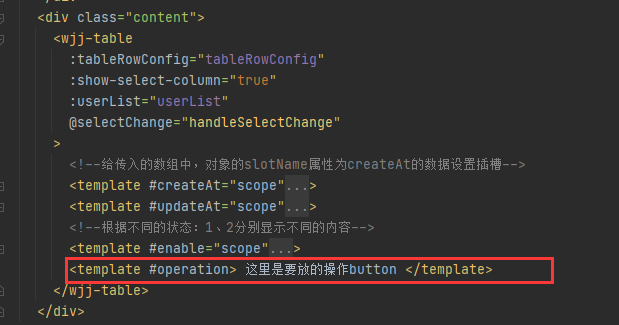 </div>
<div class="content">
<wjj-table
:tableRowConfig="tableRowConfig"
:show-select-column="true"
:userList="userList"
@selectChange="handleSelectChange"
>
<!--给传入的数组中，对象的slotName属性为createAt的数据设置插槽-->
<template #createAt="scope"...>
<template #updateAt="scope"...>
<!--根据不同的状态：1、2分别显示不同的内容-->
<template #enable="scope"...>
<template #operation> 这里是要放的操作button </template>
</wjj-table>
</div>